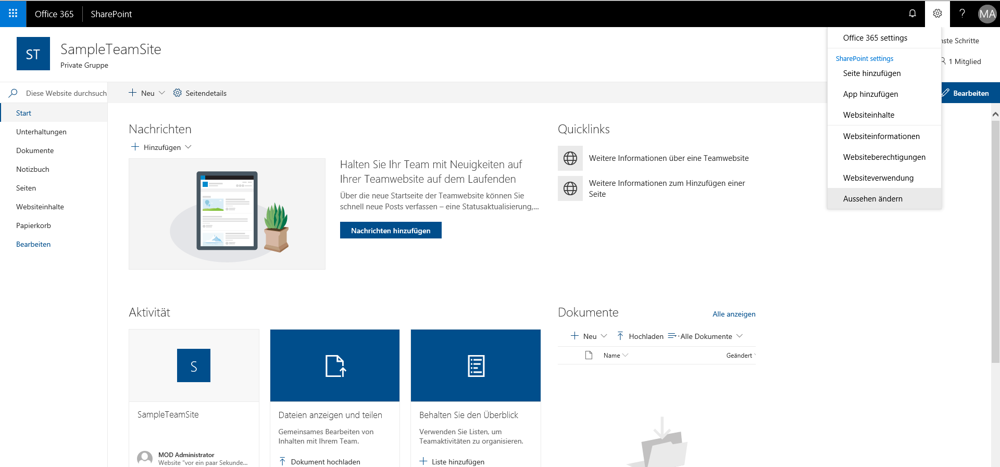 Office 365
SharePoint
?
MA
ST
SampleTeamSite
Private Gruppe
Office 365 settings
SharePoint settings
Seite hinzufügen
App hinzufügen
Websiteinhalte
Websiteinformationen
Websiteberechtigungen
Websiteverwendung
Aussehen ändern
Schritte
1 Mitglied
Diese Website durchsuch
Neu
Seitendetails
Bearbeiten
Start
Unterhaltungen
Dokumente
Notizbuch
Seiten
Websiteinhalte
Papierkorb
Bearbeiten
Nachrichten
Hinzufügen
Halten Sie Ihr Team mit Neuigkeiten auf
Ihrer Teamwebsite auf dem Laufenden
Über die neue Startseite der Teamwebsite können Sie
schnell neue Posts verfassen – eine Statusaktualisierung,...
Nachrichten hinzufügen
Quicklinks
Weitere Informationen über eine Teamwebsite
Weitere Informationen zum Hinzufügen einer
Seite
Aktivität
S
SampleTeamSite
MOD Administrator
Website "vor ein paar Sekunde...
Dateien anzeigen und teilen
Gemeinsames Bearbeiten von
Inhalten mit Ihrem Team.
Dokument hochladen
Behalten Sie den Überblick
Verwenden Sie Listen, um
Teamaktivitäten zu organisieren.
Liste hinzufügen
Dokumente
Alle anzeigen
Neu
Hochladen
Alle Dokumente
Name
Geändert